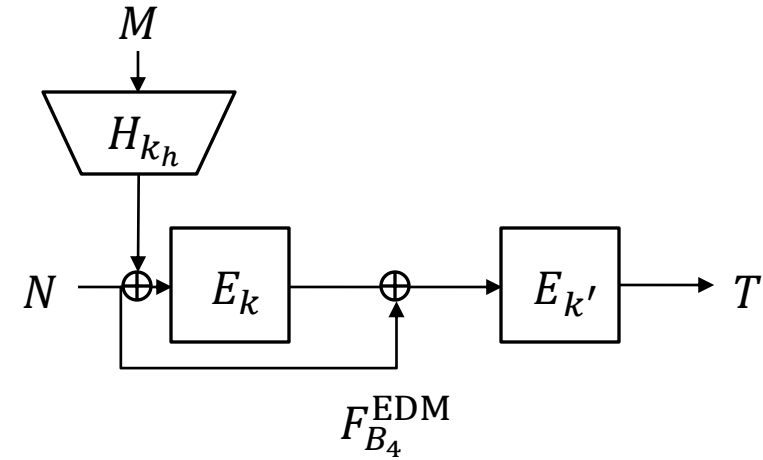 M
H_{k_h}
N ⊕ E_k ⊕ E_{k'} T
F_{B_4}^{EDM}